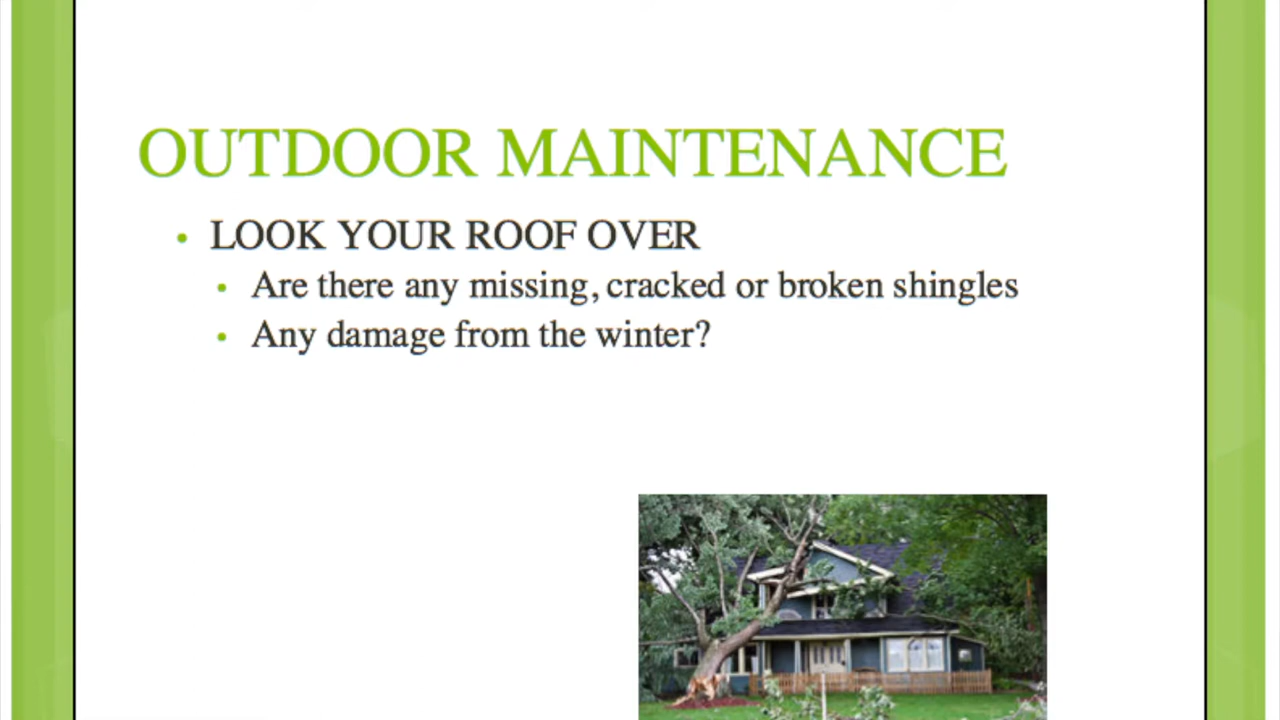 OUTDOOR MAINTENANCE
• LOOK YOUR ROOF OVER
• Are there any missing, cracked or broken shingles
• Any damage from the winter?